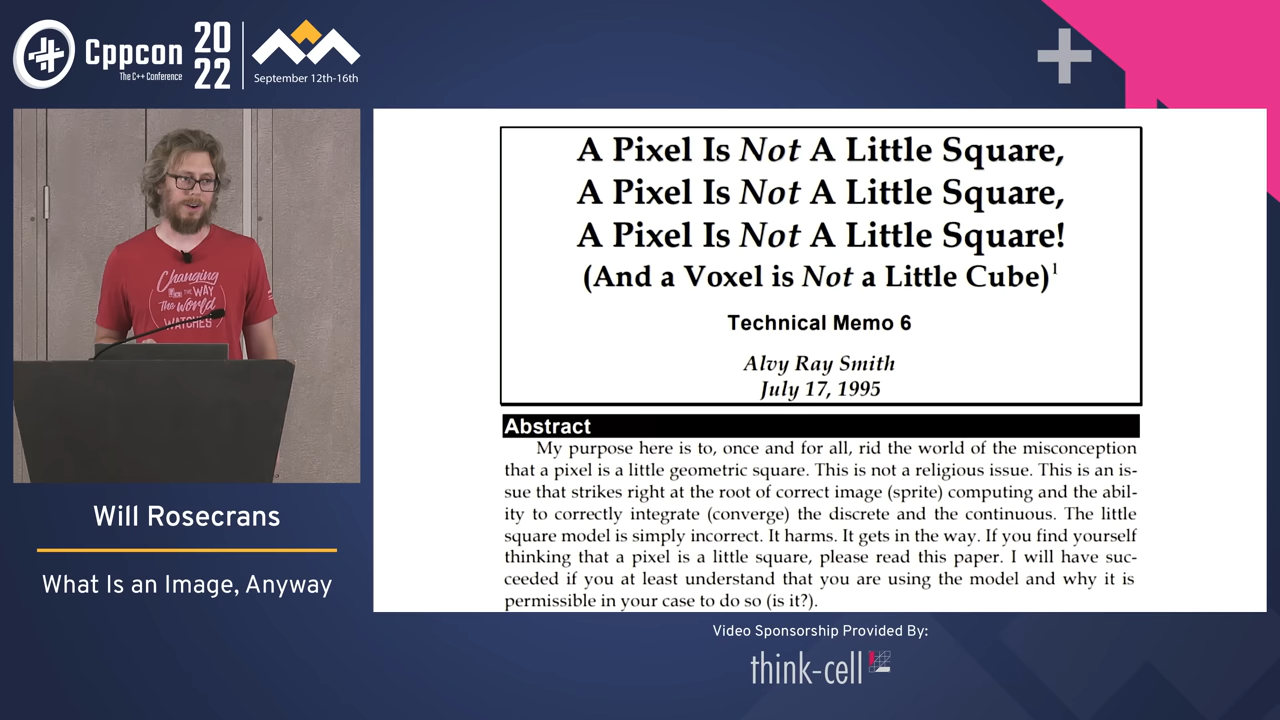 Cppcon
The C++ Conference
20
22
September 12th-16th
Changing
THE WAY
The world
WATCHES
Will Rosecrans
What Is an Image, Anyway
A Pixel Is Not A Little Square,
A Pixel Is Not A Little Square,
A Pixel Is Not A Little Square!
(And a Voxel is Not a Little Cube)1
Technical Memo 6
Alvy Ray Smith
July 17, 1995
Abstract
My purpose here is to, once and for all, rid the world of the misconception
that a pixel is a little geometric square. This is not a religious issue. This is an is-
sue that strikes right at the root of correct image (sprite) computing and the abil-
ity to correctly integrate (converge) the discrete and the continuous. The little
square model is simply incorrect. It harms. It gets in the way. If you find yourself
thinking that a pixel is a little square, please read this paper. I will have suc-
ceeded if you at least understand that you are using the model and why it is
permissible in your case to do so (is it?).
Video Sponsorship Provided By:
think-cell